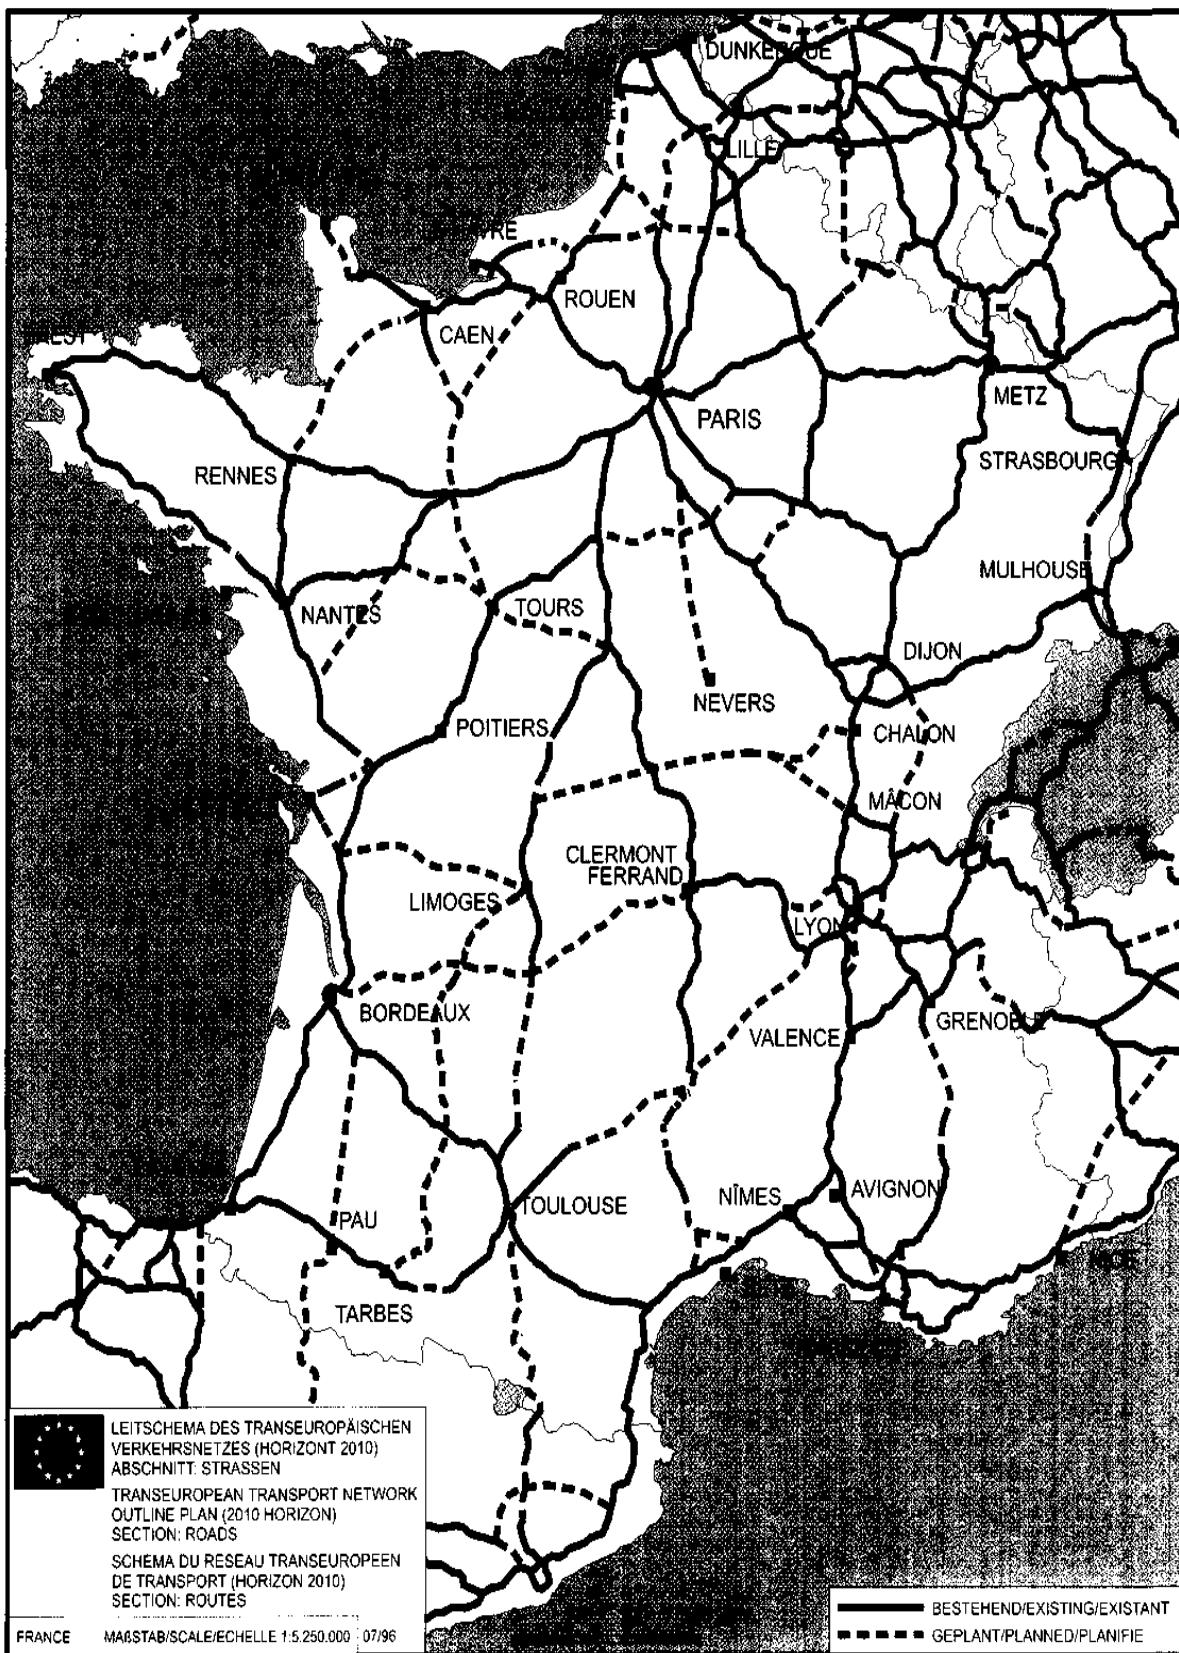 DUNKERQUE
LILLE
ROUEN
CAEN
PARIS
METZ
STRASBOURG
RENNES
MULHOUSE
NANTES
TOURS
DIJON
NEVERS
POITIERS
CHALON
MÂCON
CLERMONT
FERRAND
LIMOGES
LYON
BORDEAUX
VALENCE
GRENOBLE
AVIGNON
NÎMES
TOULOUSE
PAU
TARBES
LEITSCHEMA DES TRANSEUROPÄISCHEN
VERKEHRSNETZES (HORIZONT 2010)
ABSCHNITT: STRASSEN
TRANSEUROPEAN TRANSPORT NETWORK
OUTLINE PLAN (2010 HORIZON)
SECTION: ROADS
SCHEMA DU RESEAU TRANSEUROPEEN
DE TRANSPORT (HORIZON 2010)
SECTION: ROUTES
FRANCE MAßSTAB/SCALE/ECHELLE 1:5.250.000 07/96
BESTEHEND/EXISTING/EXISTANT
GEPLANT/PLANNED/PLANIFIE